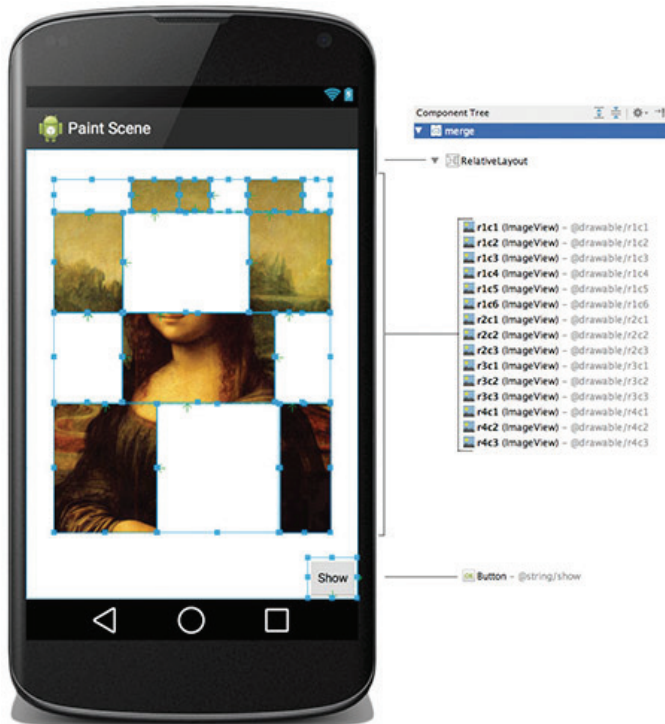 Paint Scene
Show
Component Tree
merge
RelativeLayout
r1c1 (ImageView) – @drawable/r1c1
r1c2 (ImageView) – @drawable/r1c2
r1c3 (ImageView) – @drawable/r1c3
r1c4 (ImageView) – @drawable/r1c4
r1c5 (ImageView) – @drawable/r1c5
r1c6 (ImageView) – @drawable/r1c6
r2c1 (ImageView) – @drawable/r2c1
r2c2 (ImageView) – @drawable/r2c2
r2c3 (ImageView) – @drawable/r2c3
r3c1 (ImageView) – @drawable/r3c1
r3c2 (ImageView) – @drawable/r3c2
r3c3 (ImageView) – @drawable/r3c3
r4c1 (ImageView) – @drawable/r4c1
r4c2 (ImageView) – @drawable/r4c2
r4c3 (ImageView) – @drawable/r4c3
OK Button – @string/show